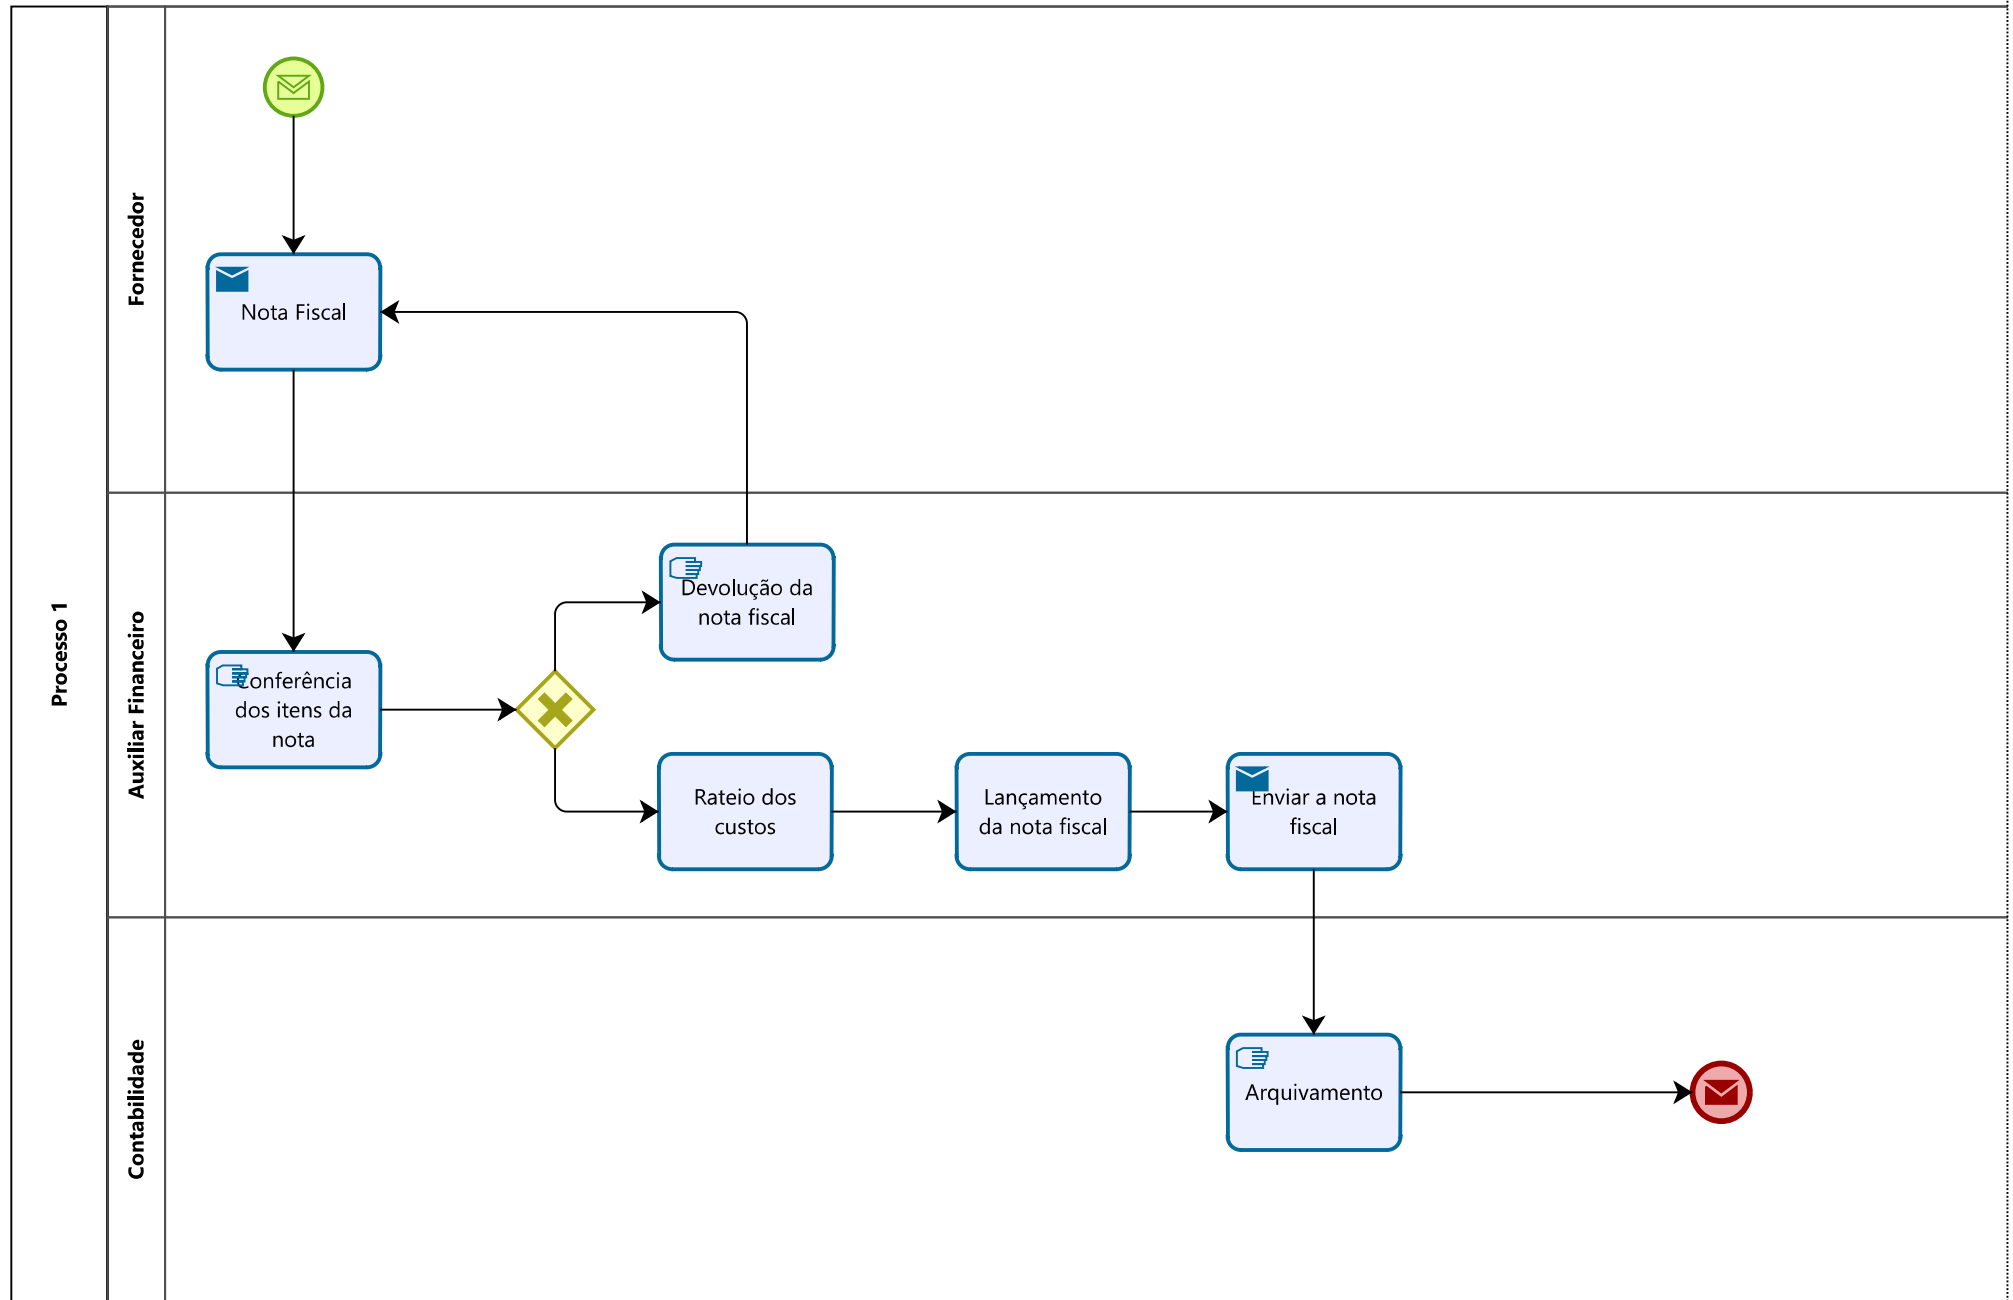 Processo 1
Fornecedor
Nota Fiscal
Auxiliar Financeiro
Conferência
dos itens da
nota
Devolução da
nota fiscal
Rateio dos
custos
Lançamento
da nota fiscal
Enviar a nota
fiscal
Contabilidade
Arquivamento